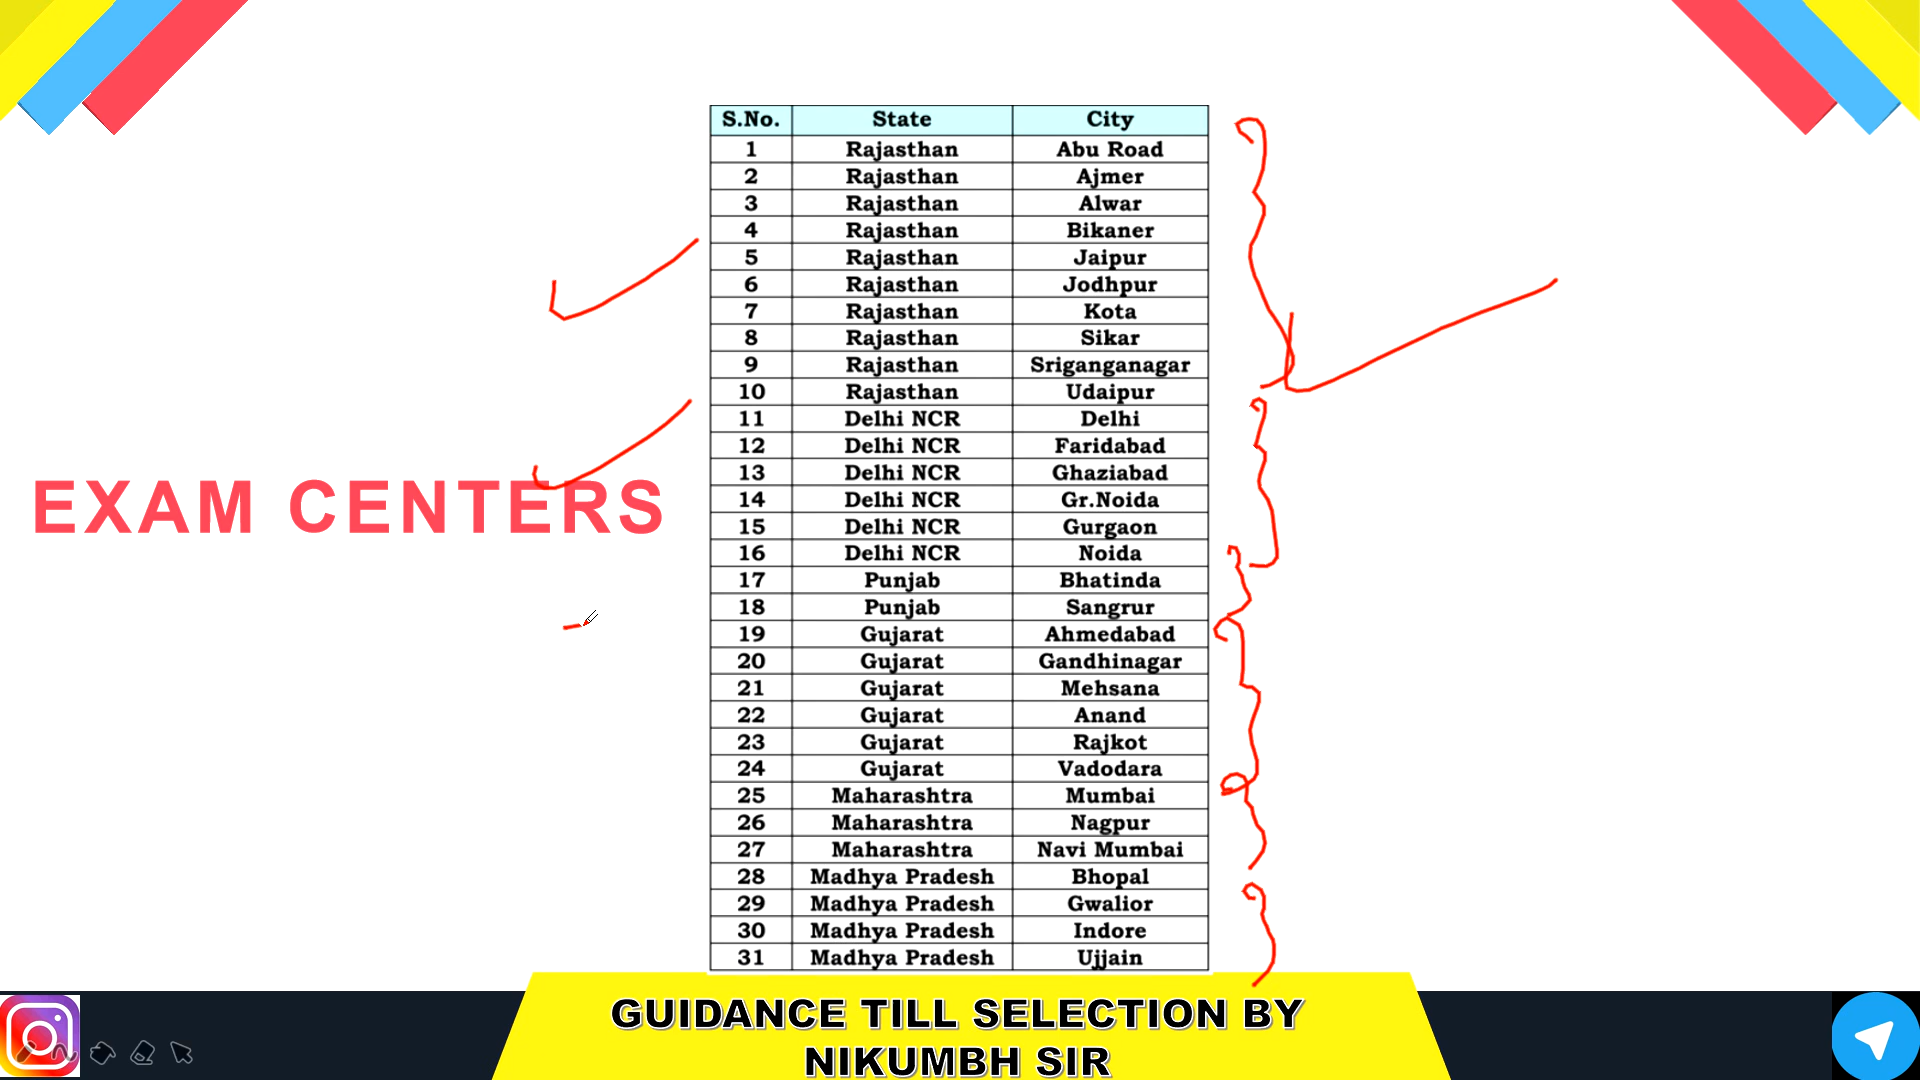 EXAM CENTERS
S.No. State City
1 Rajasthan Abu Road
2 Rajasthan Ajmer
3 Rajasthan Alwar
4 Rajasthan Bikaner
5 Rajasthan Jaipur
6 Rajasthan Jodhpur
7 Rajasthan Kota
8 Rajasthan Sikar
9 Rajasthan Sriganganagar
10 Rajasthan Udaipur
11 Delhi NCR Delhi
12 Delhi NCR Faridabad
13 Delhi NCR Ghaziabad
14 Delhi NCR Gr.Noida
15 Delhi NCR Gurgaon
16 Delhi NCR Noida
17 Punjab Bhatinda
18 Punjab Sangrur
19 Gujarat Ahmedabad
20 Gujarat Gandhinagar
21 Gujarat Mehsana
22 Gujarat Anand
23 Gujarat Rajkot
24 Gujarat Vadodara
25 Maharashtra Mumbai
26 Maharashtra Nagpur
27 Maharashtra Navi Mumbai
28 Madhya Pradesh Bhopal
29 Madhya Pradesh Gwalior
30 Madhya Pradesh Indore
31 Madhya Pradesh Ujjain
GUIDANCE TILL SELECTION BY
NIKUMBH SIR